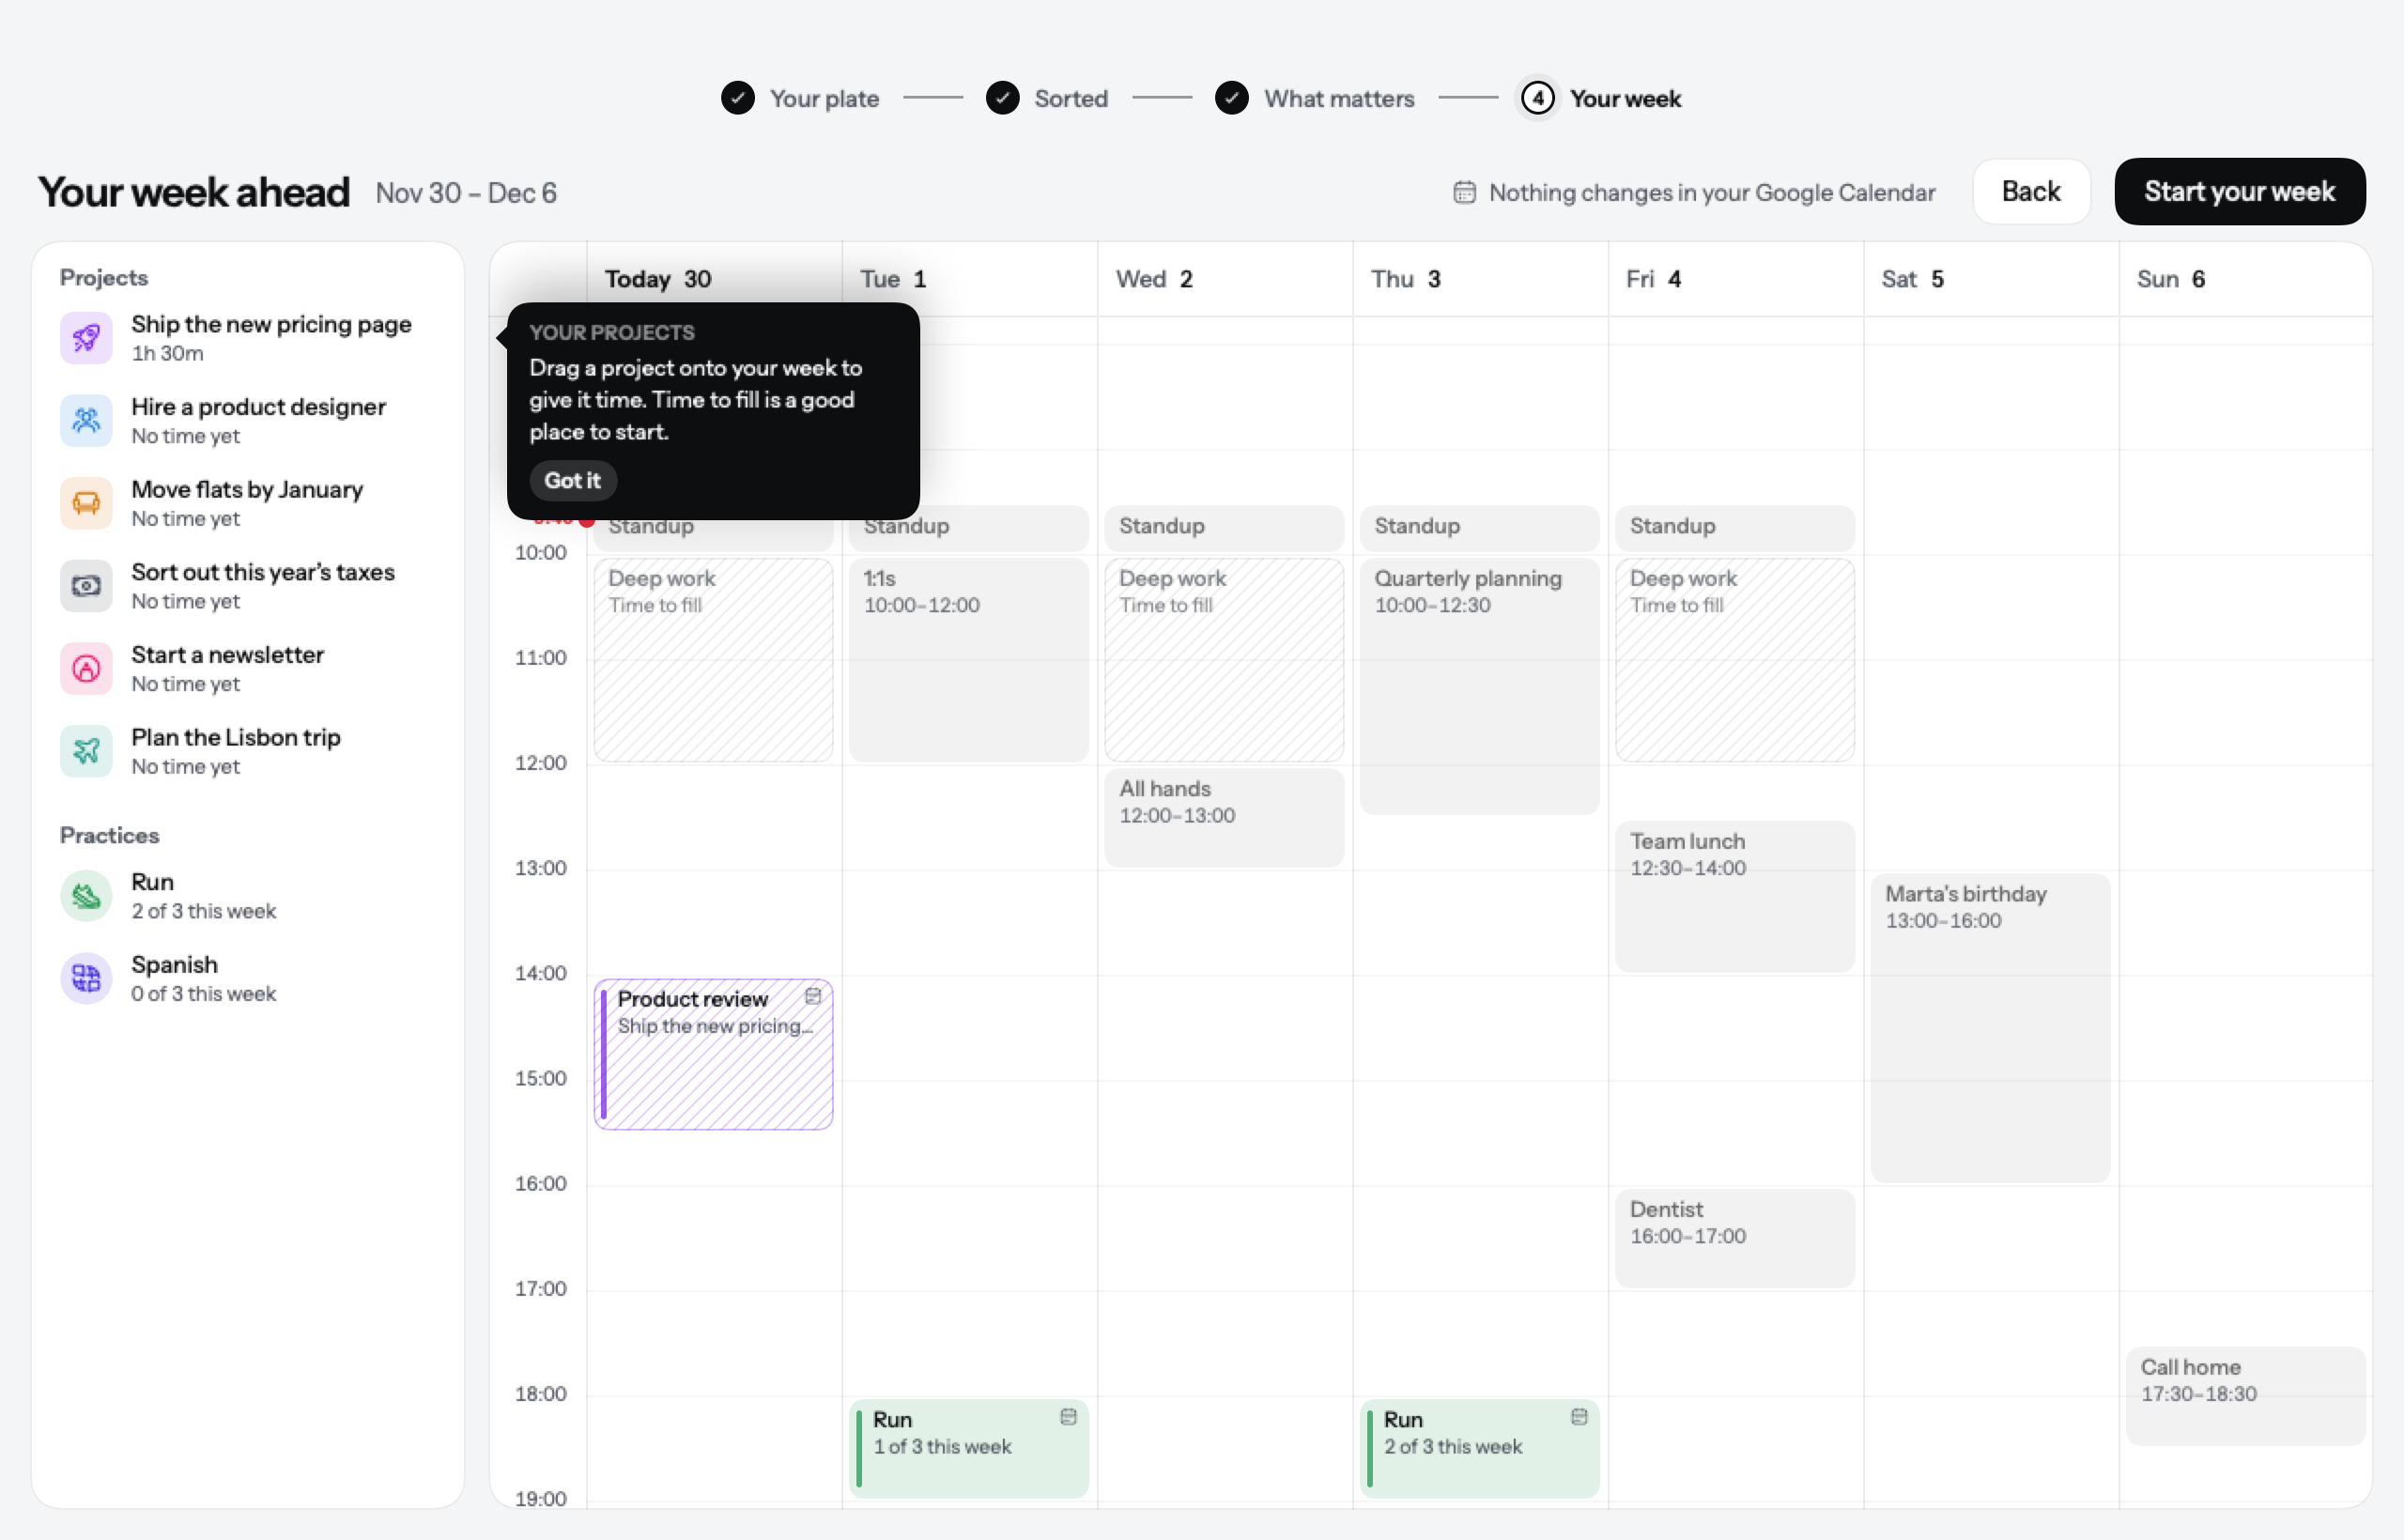 Your plate
Sorted
What matters
4 Your week
Your week ahead
Nov 30 – Dec 6
Nothing changes in your Google Calendar
Back
Start your week
Projects
Ship the new pricing page
1h 30m
Hire a product designer
No time yet
Move flats by January
No time yet
Sort out this year’s taxes
No time yet
Start a newsletter
No time yet
Plan the Lisbon trip
No time yet
Practices
Run
2 of 3 this week
Spanish
0 of 3 this week
Today 30
Tue 1
Wed 2
Thu 3
Fri 4
Sat 5
Sun 6
YOUR PROJECTS
Drag a project onto your week to
give it time. Time to fill is a good
place to start.
Got it
Standup
Standup
Standup
Standup
Standup
10:00
Deep work
Time to fill
1:1s
10:00–12:00
Deep work
Time to fill
Quarterly planning
10:00–12:30
Deep work
Time to fill
11:00
12:00
All hands
12:00–13:00
Team lunch
12:30–14:00
13:00
Marta's birthday
13:00–16:00
14:00
Product review
Ship the new pricing...
15:00
16:00
Dentist
16:00–17:00
17:00
Call home
17:30–18:30
18:00
Run
1 of 3 this week
Run
2 of 3 this week
19:00